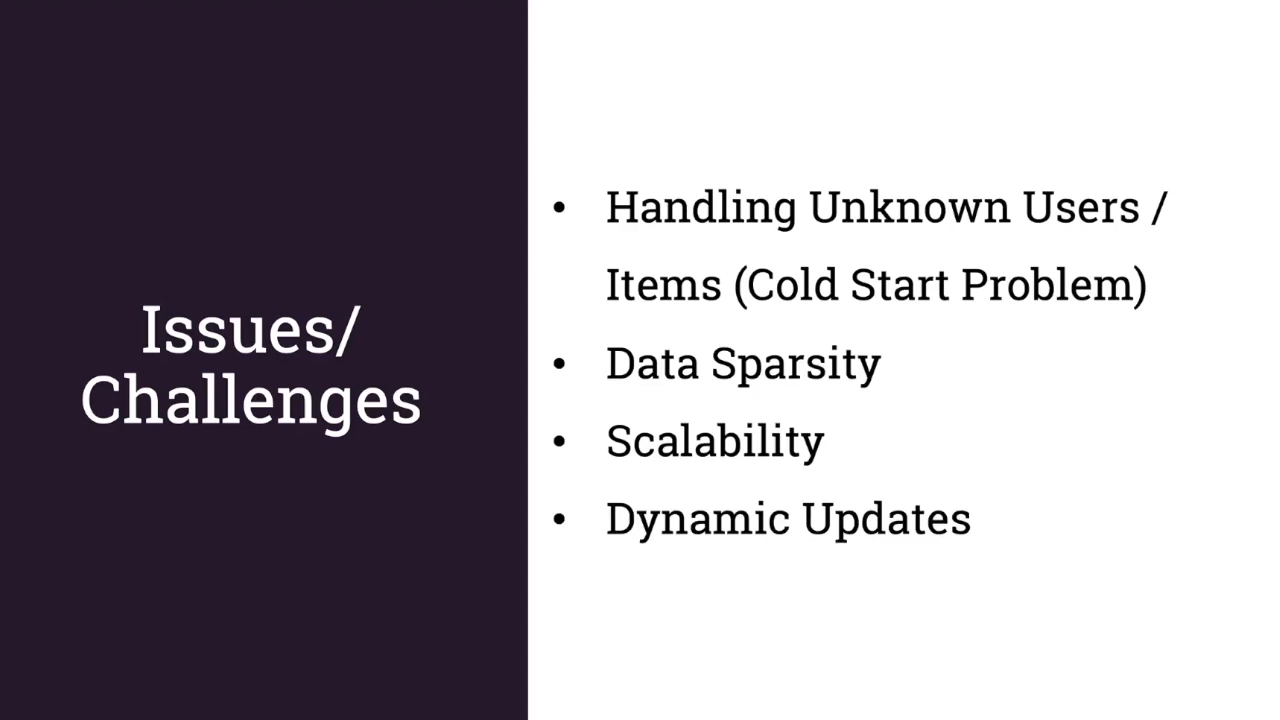 Issues/
Challenges
• Handling Unknown Users /
Items (Cold Start Problem)
• Data Sparsity
• Scalability
• Dynamic Updates